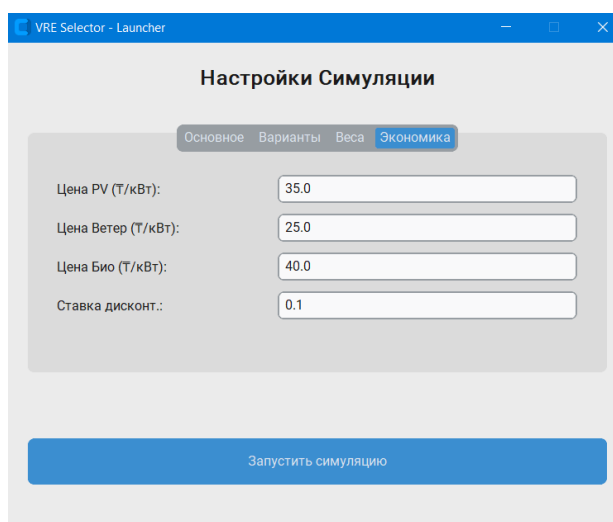 VRE Selector - Launcher
Настройки Симуляции
Основное Варианты Веса Экономика
Цена PV (₸/кВт): 35.0
Цена Ветер (₸/кВт): 25.0
Цена Био (₸/кВт): 40.0
Ставка дисконт.: 0.1
Запустить симуляцию